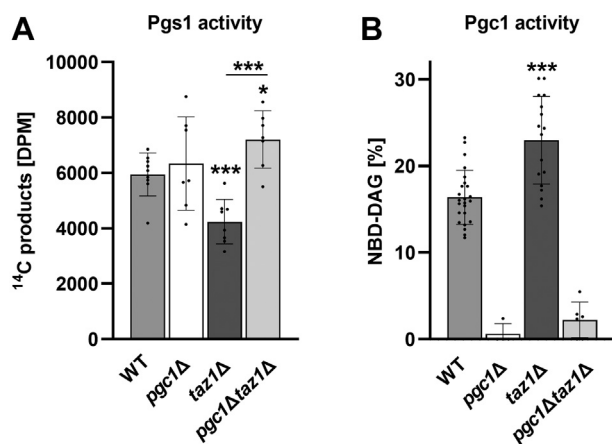 A
Pgs1 activity
¹⁴C products [DPM]
10000
8000
6000
4000
2000
0
***
***
*
WT
pgc1Δ
taz1Δ
pgc1Δtaz1Δ
B
Pgc1 activity
NBD-DAG [%]
30
20
10
0
***
WT
pgc1Δ
taz1Δ
pgc1Δtaz1Δ